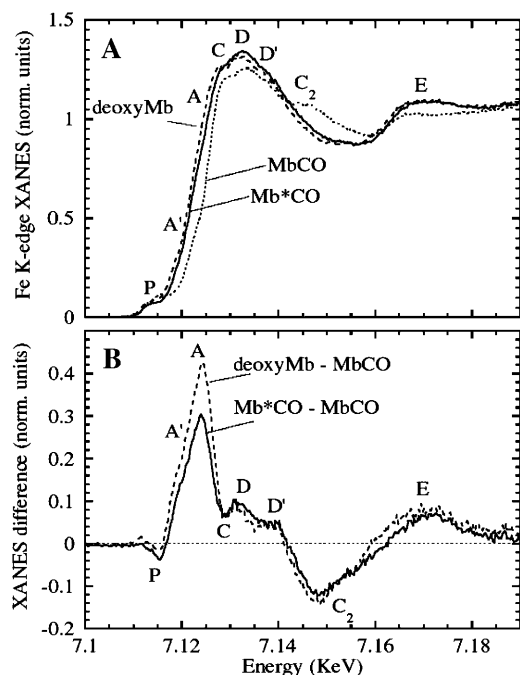 A
Fe K-edge XANES (norm. units)
1.5
1
0.5
0
P
A'
A
C
D
D'
C2
E
deoxyMb
MbCO
Mb*CO
B
XANES difference (norm. units)
0.4
0.3
0.2
0.1
0
-0.1
-0.2
A
deoxyMb - MbCO
Mb*CO - MbCO
A'
P
C
D
D'
C2
E
7.1 7.12 7.14 7.16 7.18
Energy (KeV)